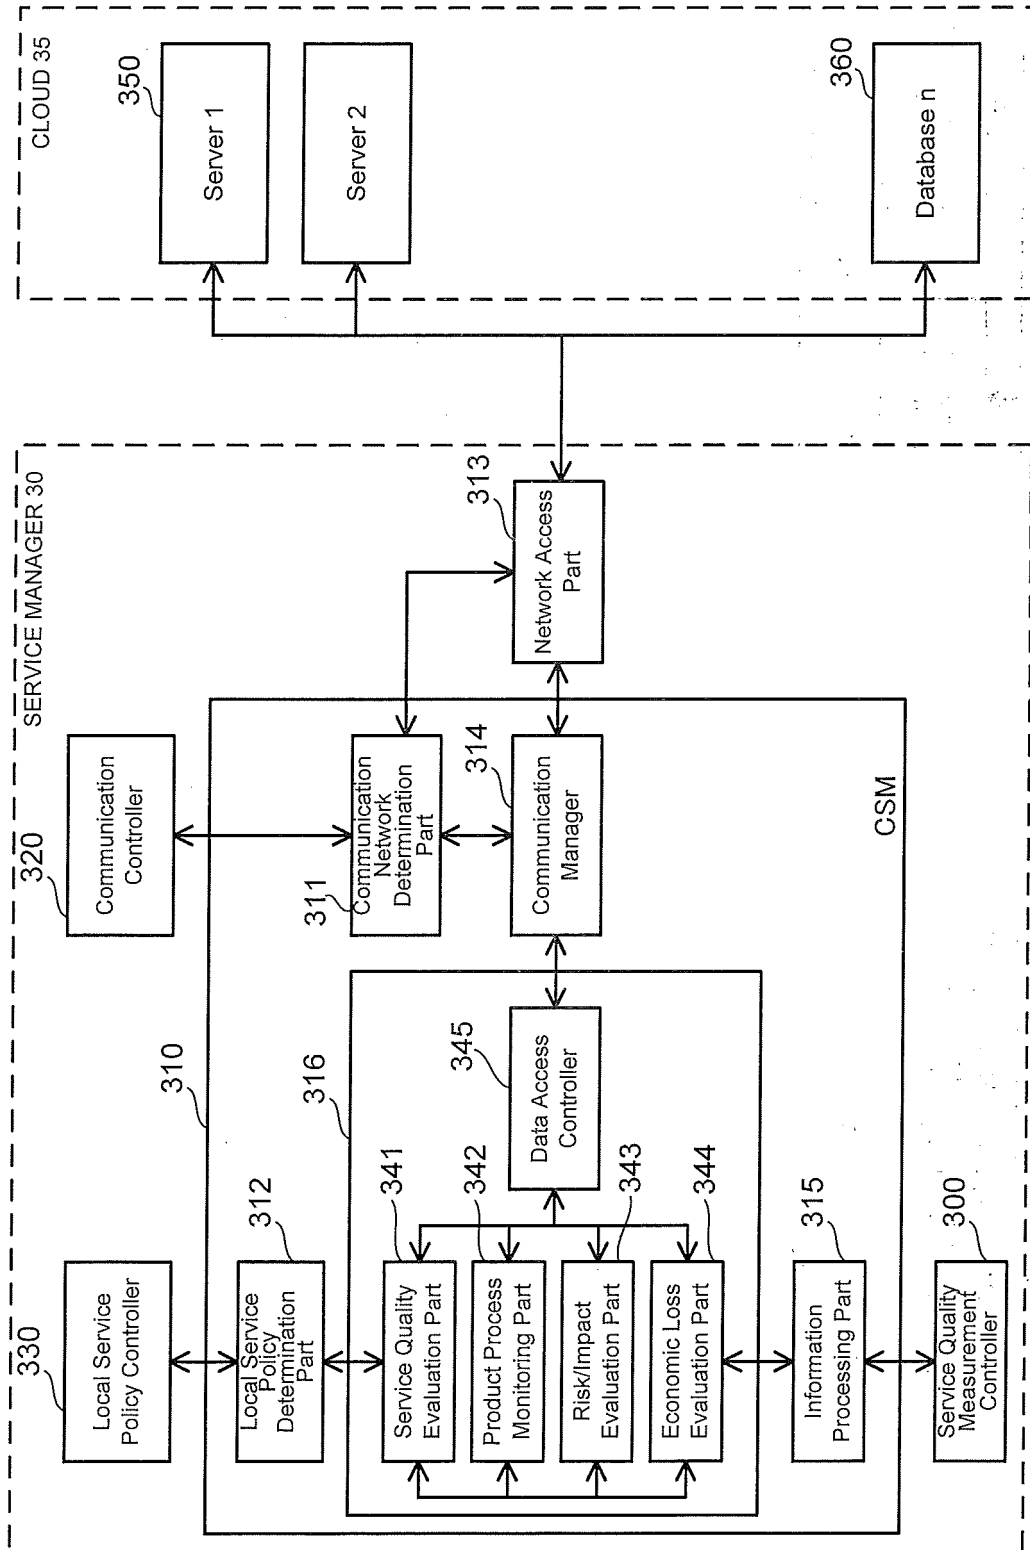 CLOUD 35
350
Server 1
Server 2
360
Database n
SERVICE MANAGER 30
313
Network Access
Part
320
Communication
Controller
311
Communication
Network
Determination
Part
314
Communication
Manager
CSM
310
316
345
Data Access
Controller
330
Local Service
Policy Controller
312
Local Service
Policy
Determination
Part
341
Service Quality
Evaluation Part
342
Product Process
Monitoring Part
343
Risk/Impact
Evaluation Part
344
Economic Loss
Evaluation Part
315
Information
Processing Part
300
Service Quality
Measurement
Controller